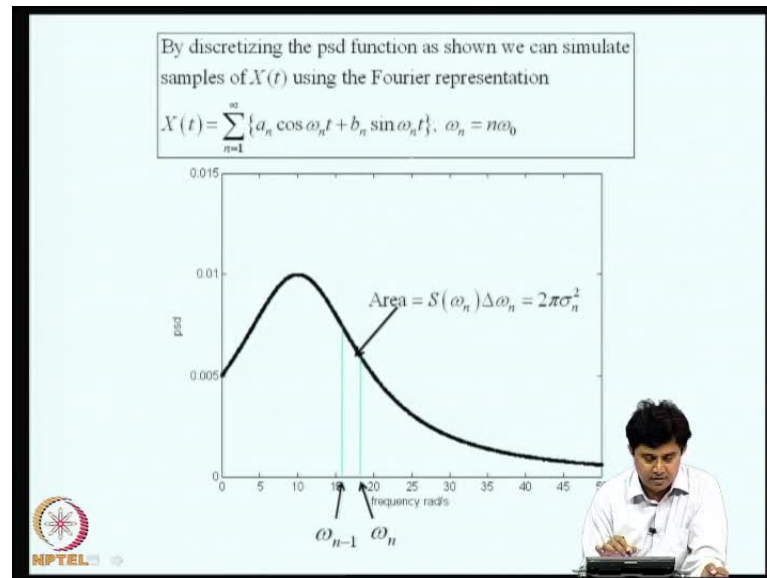 By discretizing the psd function as shown we can simulate
samples of X(t) using the Fourier representation
X(t) = ∑_{n=1}^{∞} {a_n cos ω_n t + b_n sin ω_n t}. ω_n = nω_0
0.015
0.01
0.005
0
psd
Area = S(ω_n)Δω_n = 2πσ_n^2
0 5 10 20 25 30 35 40 45
frequency rad/s
ω_{n-1} ω_n
NPTEL